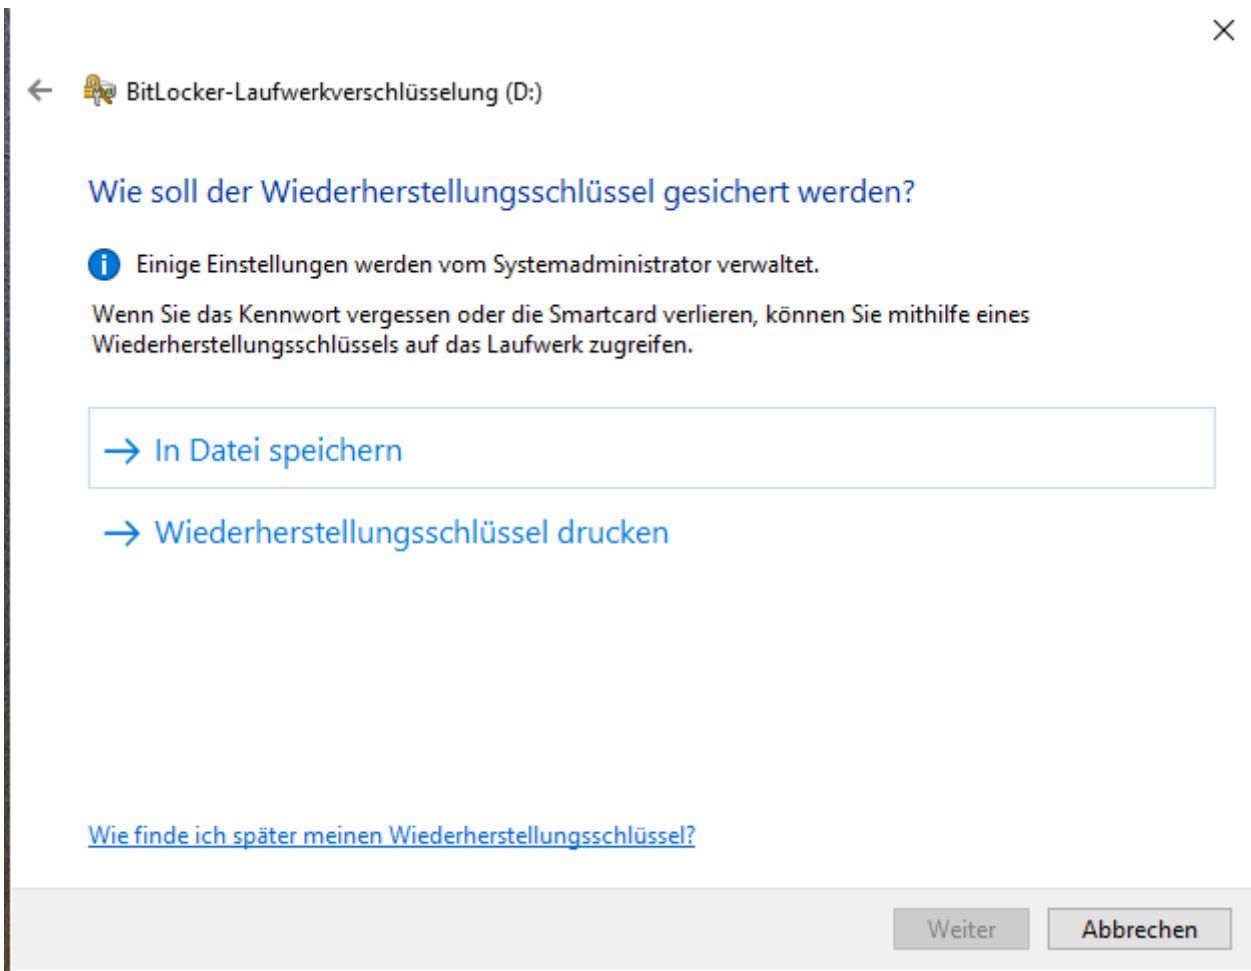 BitLocker-Laufwerkverschlüsselung (D:)
Wie soll der Wiederherstellungsschlüssel gesichert werden?
Einige Einstellungen werden vom Systemadministrator verwaltet.
Wenn Sie das Kennwort vergessen oder die Smartcard verlieren, können Sie mithilfe eines
Wiederherstellungsschlüssels auf das Laufwerk zugreifen.
In Datei speichern
Wiederherstellungsschlüssel drucken
Wie finde ich später meinen Wiederherstellungsschlüssel?
Weiter
Abbrechen